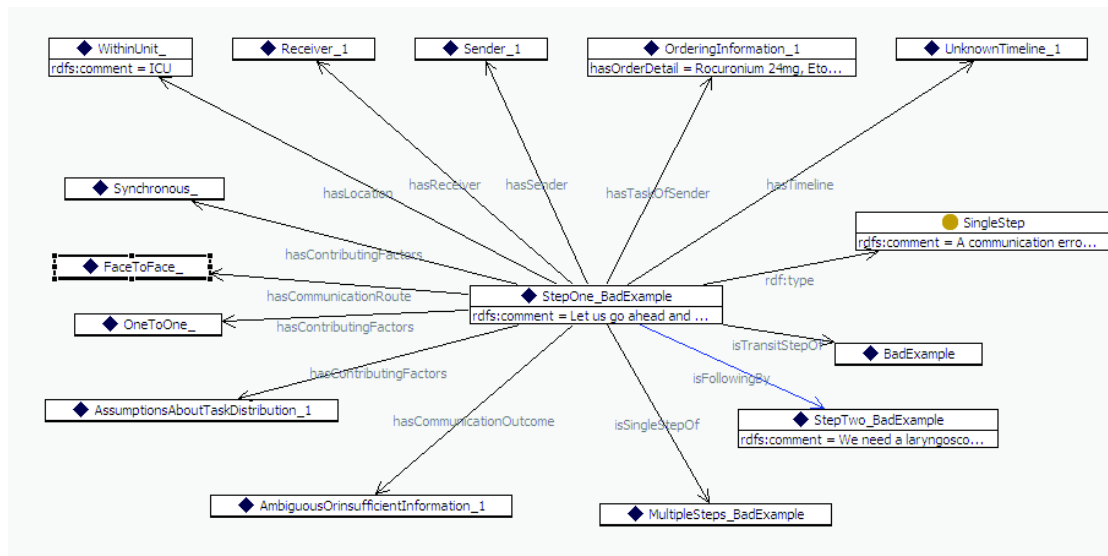 WithinUnit_
rdfs:comment = ICU
Receiver_1
Sender_1
OrderingInformation_1
hasOrderDetail = Rocuronium 24mg, Eto...
UnknownTimeline_1
hasLocation
hasReceiver
hasSender
hasTaskOfSender
hasTimeline
Synchronous_
SingleStep
rdfs:comment = A communication erro...
hasContributingFactors
FaceToFace_
rdf:type
hasCommunicationRoute
StepOne_BadExample
rdfs:comment = Let us go ahead and ...
OneToOne_
hasContributingFactors
isTransitStepOf
BadExample
hasContributingFactors
isFollowingBy
AssumptionsAboutTaskDistribution_1
StepTwo_BadExample
rdfs:comment = We need a laryngosco...
hasCommunicationOutcome
isSingleStepOf
AmbiguousOrinsufficientInformation_1
MultipleSteps_BadExample